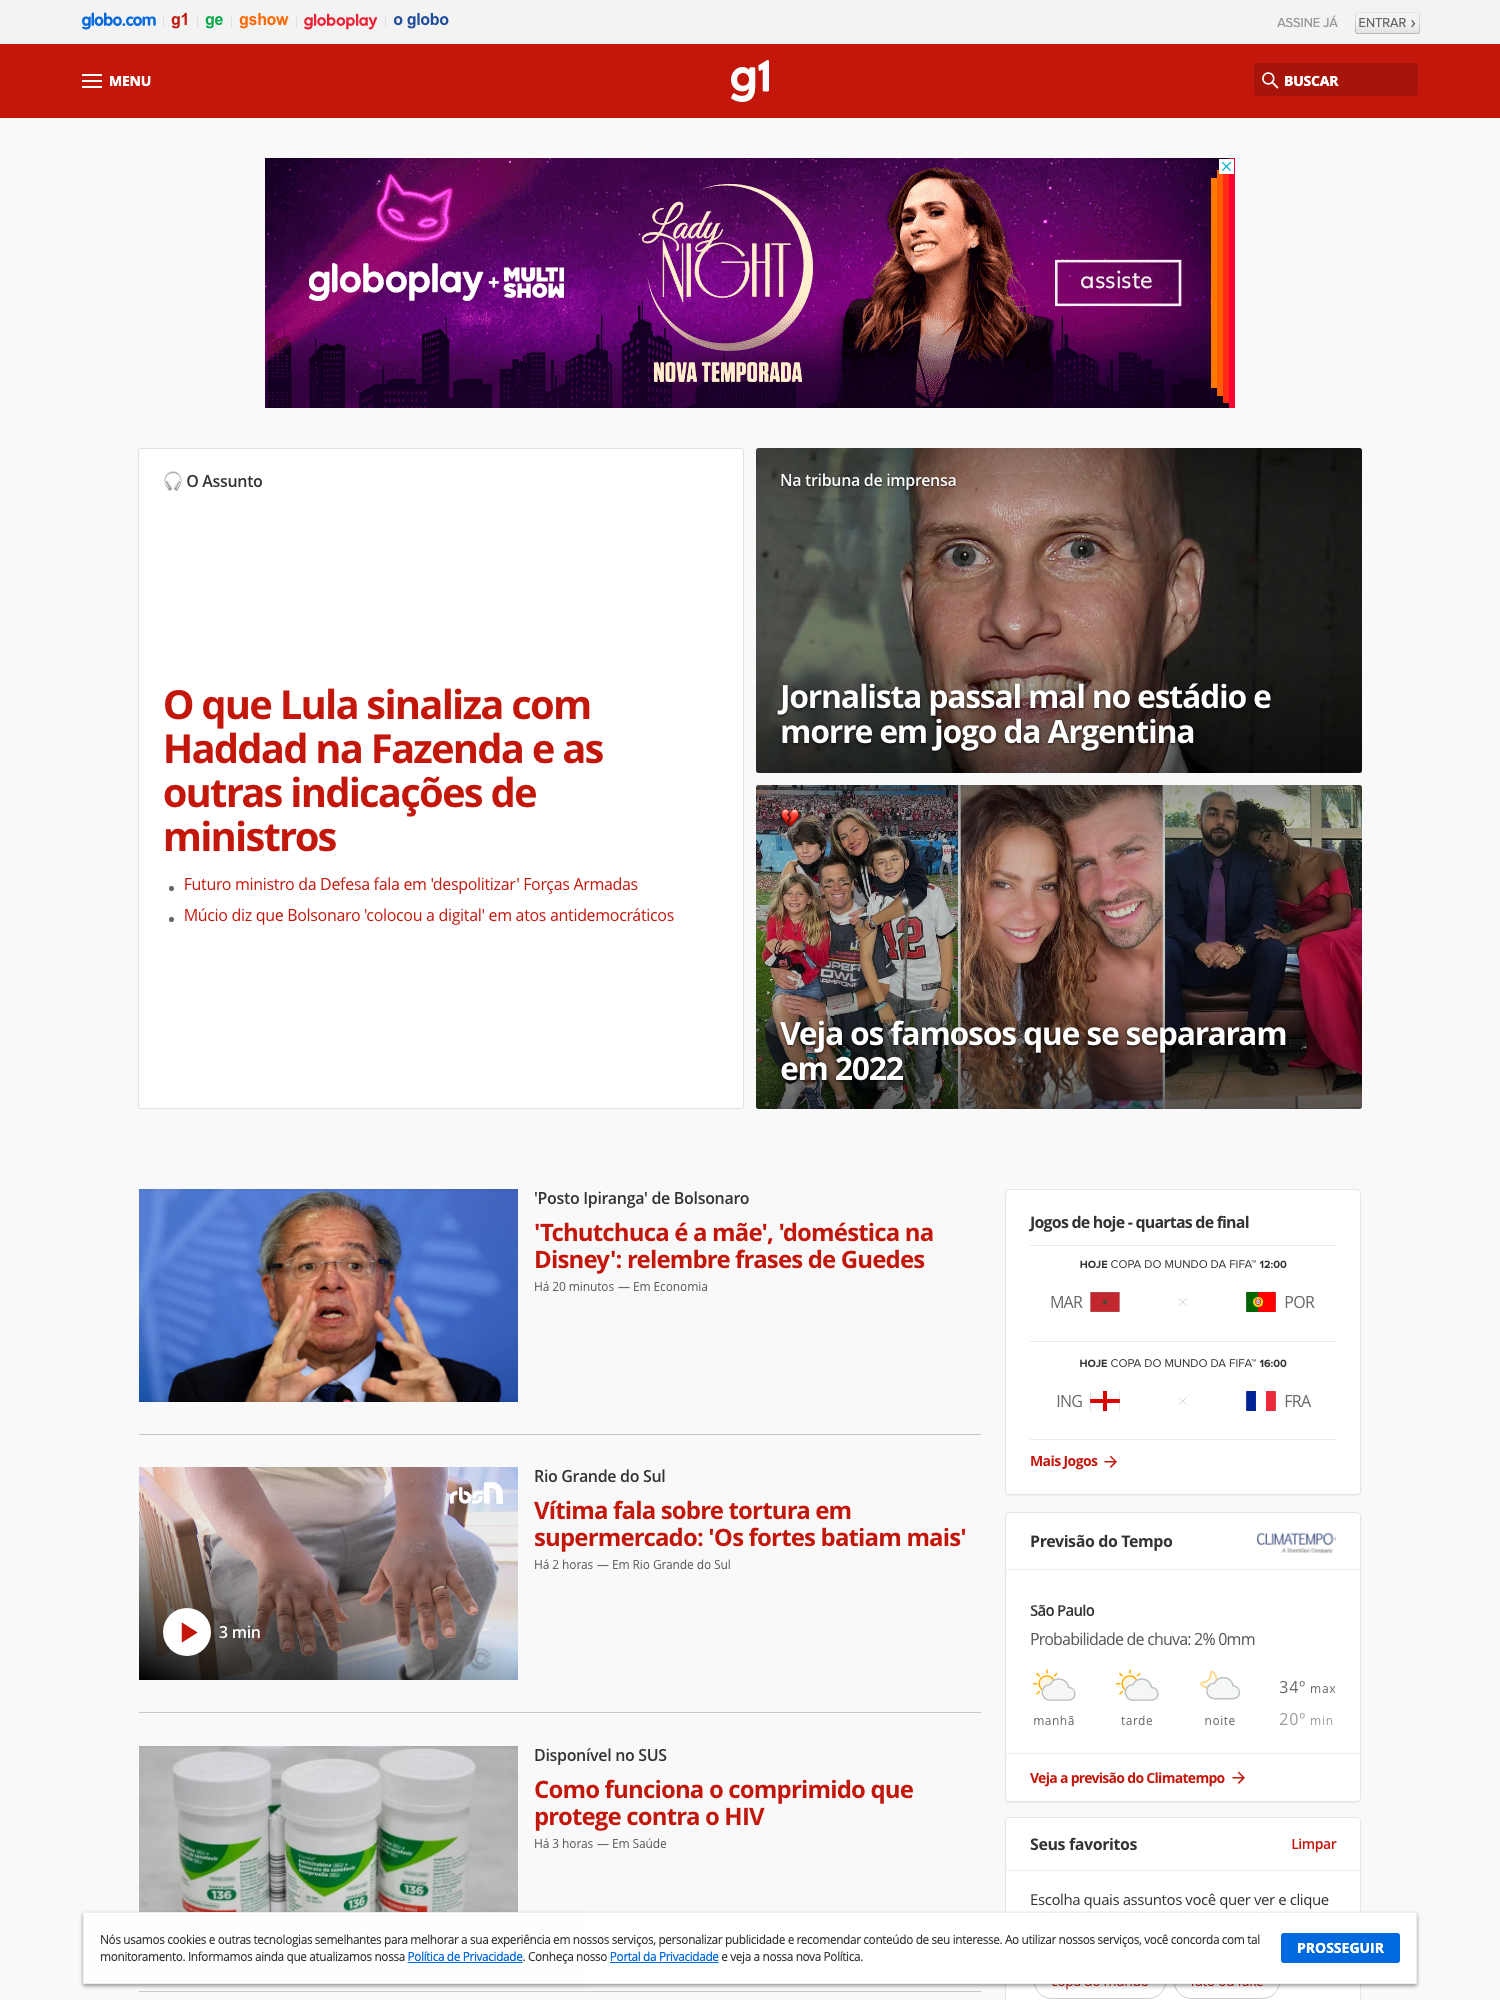 globo.com g1 ge gshow globoplay o globo
ASSINE JÁ ENTRAR ›
MENU
g1
BUSCAR
globoplay + MULTI SHOW
Lady NIGHT
NOVA TEMPORADA
assiste
O Assunto
O que Lula sinaliza com
Haddad na Fazenda e as
outras indicações de
ministros
• Futuro ministro da Defesa fala em 'despolitizar' Forças Armadas
• Múcio diz que Bolsonaro 'colocou a digital' em atos antidemocráticos
Na tribuna de imprensa
Jornalista passal mal no estádio e
morre em jogo da Argentina
12
Veja os famosos que se separaram
em 2022
'Posto Ipiranga' de Bolsonaro
'Tchutchuca é a mãe', 'doméstica na
Disney': relembre frases de Guedes
Há 20 minutos — Em Economia
rbs
3 min
Rio Grande do Sul
Vítima fala sobre tortura em
supermercado: 'Os fortes batiam mais'
Há 2 horas — Em Rio Grande do Sul
136
136
136
Disponível no SUS
Como funciona o comprimido que
protege contra o HIV
Há 3 horas — Em Saúde
Jogos de hoje - quartas de final
HOJE COPA DO MUNDO DA FIFA™ 12:00
MAR × POR
HOJE COPA DO MUNDO DA FIFA™ 16:00
ING × FRA
Mais Jogos →
Previsão do Tempo
CLIMATEMPO
A StormGeo Company
São Paulo
Probabilidade de chuva: 2% 0mm
34º max
manhã tarde noite 20º min
Veja a previsão do Climatempo →
Seus favoritos Limpar
Escolha quais assuntos você quer ver e clique
Nós usamos cookies e outras tecnologias semelhantes para melhorar a sua experiência em nossos serviços, personalizar publicidade e recomendar conteúdo de seu interesse. Ao utilizar nossos serviços, você concorda com tal
monitoramento. Informamos ainda que atualizamos nossa Política de Privacidade. Conheça nosso Portal da Privacidade e veja a nossa nova Política.
PROSSEGUIR